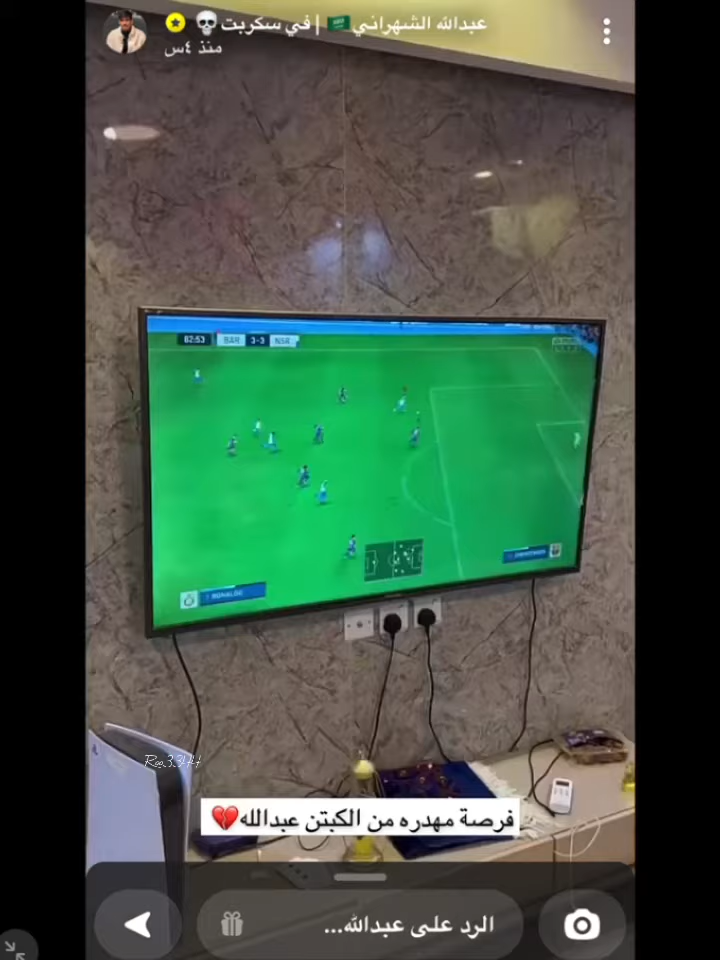 عبدالله الشهراني🇸🇦 | في سكربت💀
منذ ٤س
82:53 BAR 3-3 NSR
RONALDO
فرصة مهدره من الكبتن عبدالله💔
الرد على عبدالله...